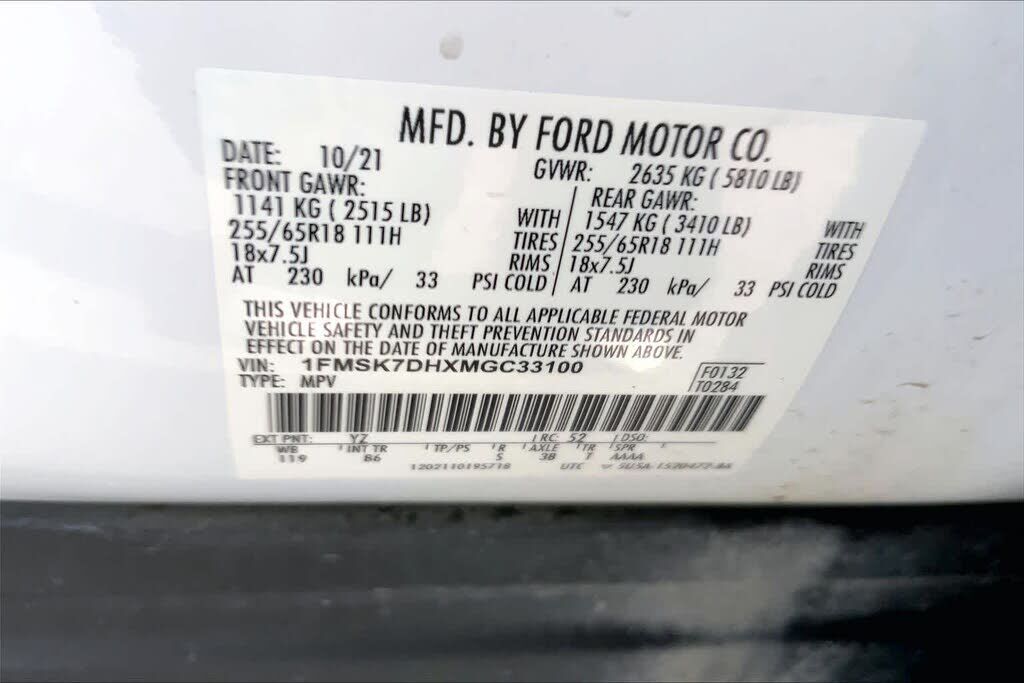 MFD. BY FORD MOTOR CO.
DATE: 10/21 GVWR: 2635 KG ( 5810 LB)
FRONT GAWR: REAR GAWR:
1141 KG ( 2515 LB) WITH 1547 KG ( 3410 LB) WITH
255/65R18 111H TIRES 255/65R18 111H TIRES
18x7.5J RIMS 18x7.5J RIMS
AT 230 kPa/ 33 PSI COLD AT 230 kPa/ 33 PSI COLD
THIS VEHICLE CONFORMS TO ALL APPLICABLE FEDERAL MOTOR
VEHICLE SAFETY AND THEFT PREVENTION STANDARDS IN
EFFECT ON THE DATE OF MANUFACTURE SHOWN ABOVE.
VIN: 1FMSK7DHXMGC33100 F0132
TYPE: MPV T0284
EXT PNT: YZ RC: 52 DSO:
WB INT TR TP/PS R AXLE TR SPR
119 B6 S 38 T AAAA
1202110195718 UTC